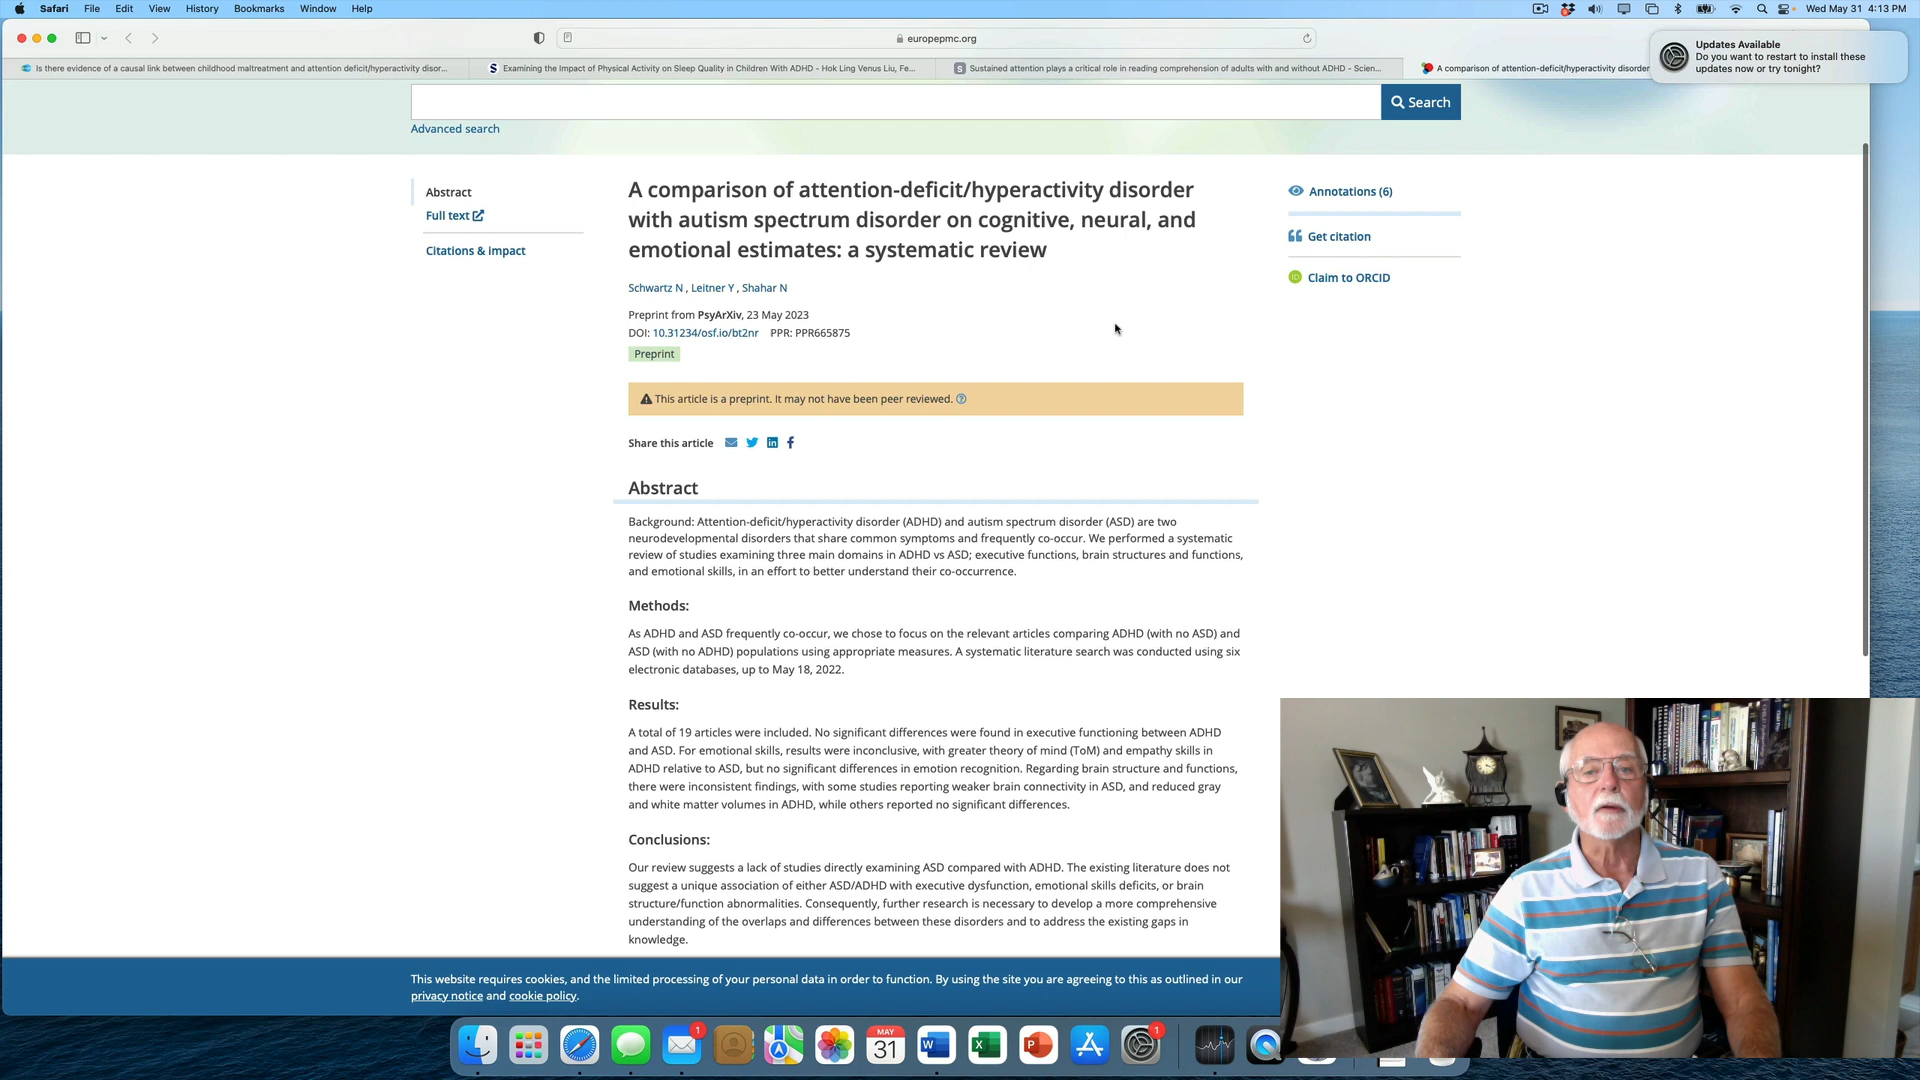 Safari File Edit View History Bookmarks Window Help
Wed May 31 4:13 PM
europepmc.org
Is there evidence of a causal link between childhood maltreatment and attention deficit/hyperactivity disor...
Examining the Impact of Physical Activity on Sleep Quality in Children With ADHD - Hok Ling Venus Liu, Fe...
Sustained attention plays a critical role in reading comprehension of adults with and without ADHD - Scien...
A comparison of attention-deficit/hyperactivity disorder
Updates Available
Do you want to restart to install these
updates now or try tonight?
Search
Advanced search
Abstract
Full text
Citations & impact
A comparison of attention-deficit/hyperactivity disorder
with autism spectrum disorder on cognitive, neural, and
emotional estimates: a systematic review
Schwartz N , Leitner Y , Shahar N
Preprint from PsyArXiv, 23 May 2023
DOI: 10.31234/osf.io/bt2nr PPR: PPR665875
Preprint
This article is a preprint. It may not have been peer reviewed.
Share this article
Annotations (6)
Get citation
Claim to ORCID
Abstract
Background: Attention-deficit/hyperactivity disorder (ADHD) and autism spectrum disorder (ASD) are two
neurodevelopmental disorders that share common symptoms and frequently co-occur. We performed a systematic
review of studies examining three main domains in ADHD vs ASD; executive functions, brain structures and functions,
and emotional skills, in an effort to better understand their co-occurrence.
Methods:
As ADHD and ASD frequently co-occur, we chose to focus on the relevant articles comparing ADHD (with no ASD) and
ASD (with no ADHD) populations using appropriate measures. A systematic literature search was conducted using six
electronic databases, up to May 18, 2022.
Results:
A total of 19 articles were included. No significant differences were found in executive functioning between ADHD
and ASD. For emotional skills, results were inconclusive, with greater theory of mind (ToM) and empathy skills in
ADHD relative to ASD, but no significant differences in emotion recognition. Regarding brain structure and functions,
there were inconsistent findings, with some studies reporting weaker brain connectivity in ASD, and reduced gray
and white matter volumes in ADHD, while others reported no significant differences.
Conclusions:
Our review suggests a lack of studies directly examining ASD compared with ADHD. The existing literature does not
suggest a unique association of either ASD/ADHD with executive dysfunction, emotional skills deficits, or brain
structure/function abnormalities. Consequently, further research is necessary to develop a more comprehensive
understanding of the overlaps and differences between these disorders and to address the existing gaps in
knowledge.
This website requires cookies, and the limited processing of your personal data in order to function. By using the site you are agreeing to this as outlined in our
privacy notice and cookie policy.
1
MAY
31
W
X
P
1